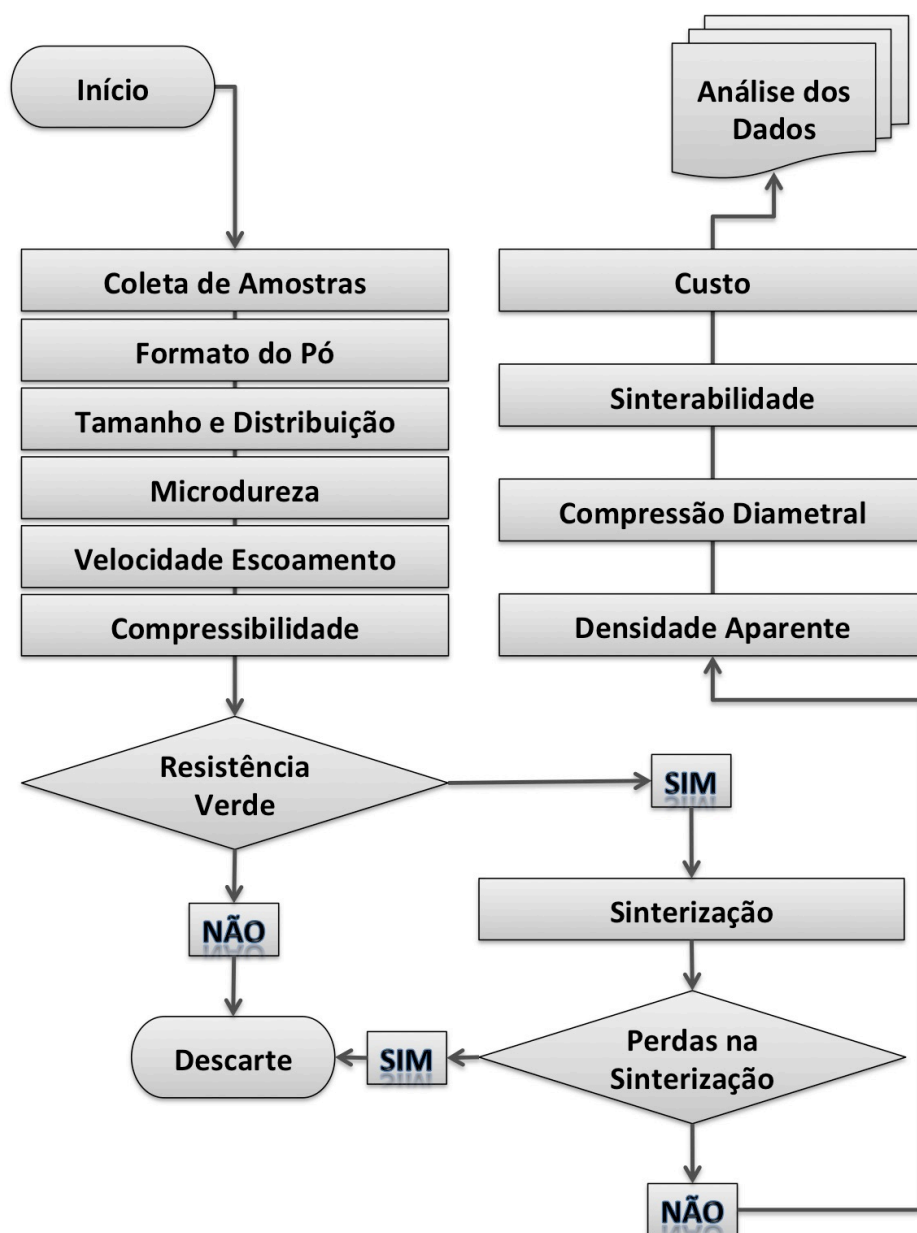 Início
Coleta de Amostras
Formato do Pó
Tamanho e Distribuição
Microdureza
Velocidade Escoamento
Compressibilidade
Resistência
Verde
NÃO
Descarte
SIM
Sinterização
Perdas na
Sinterização
SIM
NÃO
Densidade Aparente
Compressão Diametral
Sinterabilidade
Custo
Análise dos
Dados